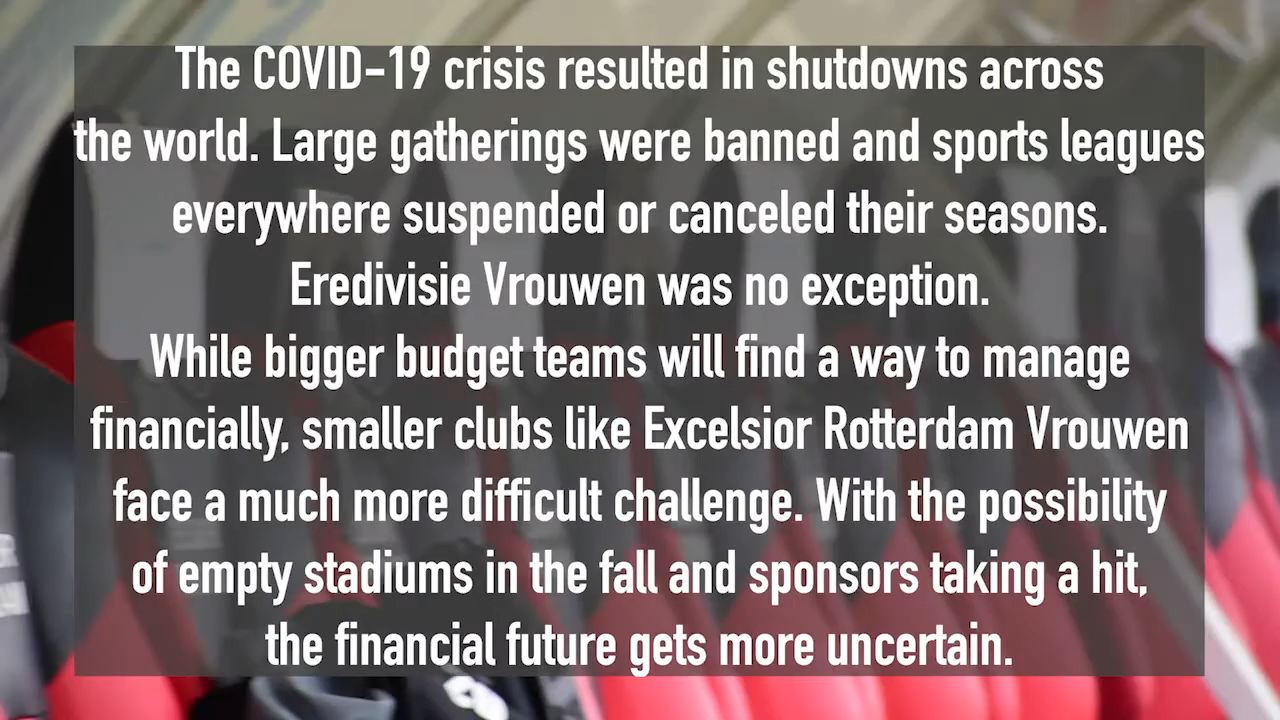 The COVID-19 crisis resulted in shutdowns across
the world. Large gatherings were banned and sports leagues
everywhere suspended or canceled their seasons.
Eredivisie Vrouwen was no exception.
While bigger budget teams will find a way to manage
financially, smaller clubs like Excelsior Rotterdam Vrouwen
face a much more difficult challenge. With the possibility
of empty stadiums in the fall and sponsors taking a hit,
the financial future gets more uncertain.